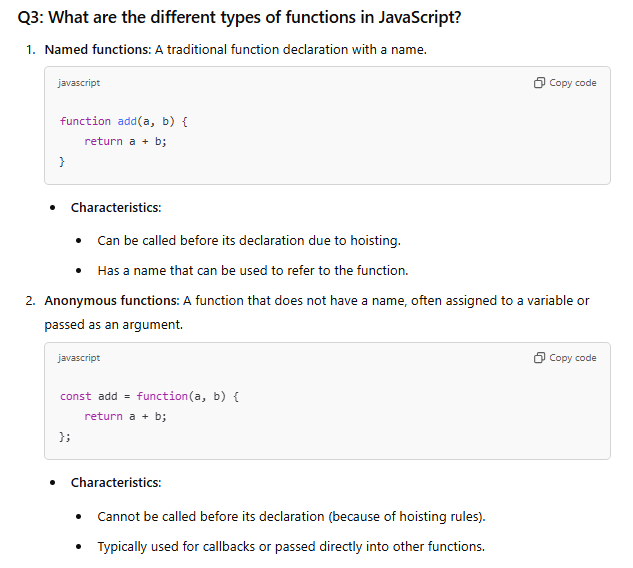 Q3: What are the different types of functions in JavaScript?
1. Named functions: A traditional function declaration with a name.
javascript
Copy code
function add(a, b) {
    return a + b;
}
• Characteristics:
• Can be called before its declaration due to hoisting.
• Has a name that can be used to refer to the function.
2. Anonymous functions: A function that does not have a name, often assigned to a variable or
passed as an argument.
javascript
Copy code
const add = function(a, b) {
    return a + b;
};
• Characteristics:
• Cannot be called before its declaration (because of hoisting rules).
• Typically used for callbacks or passed directly into other functions.